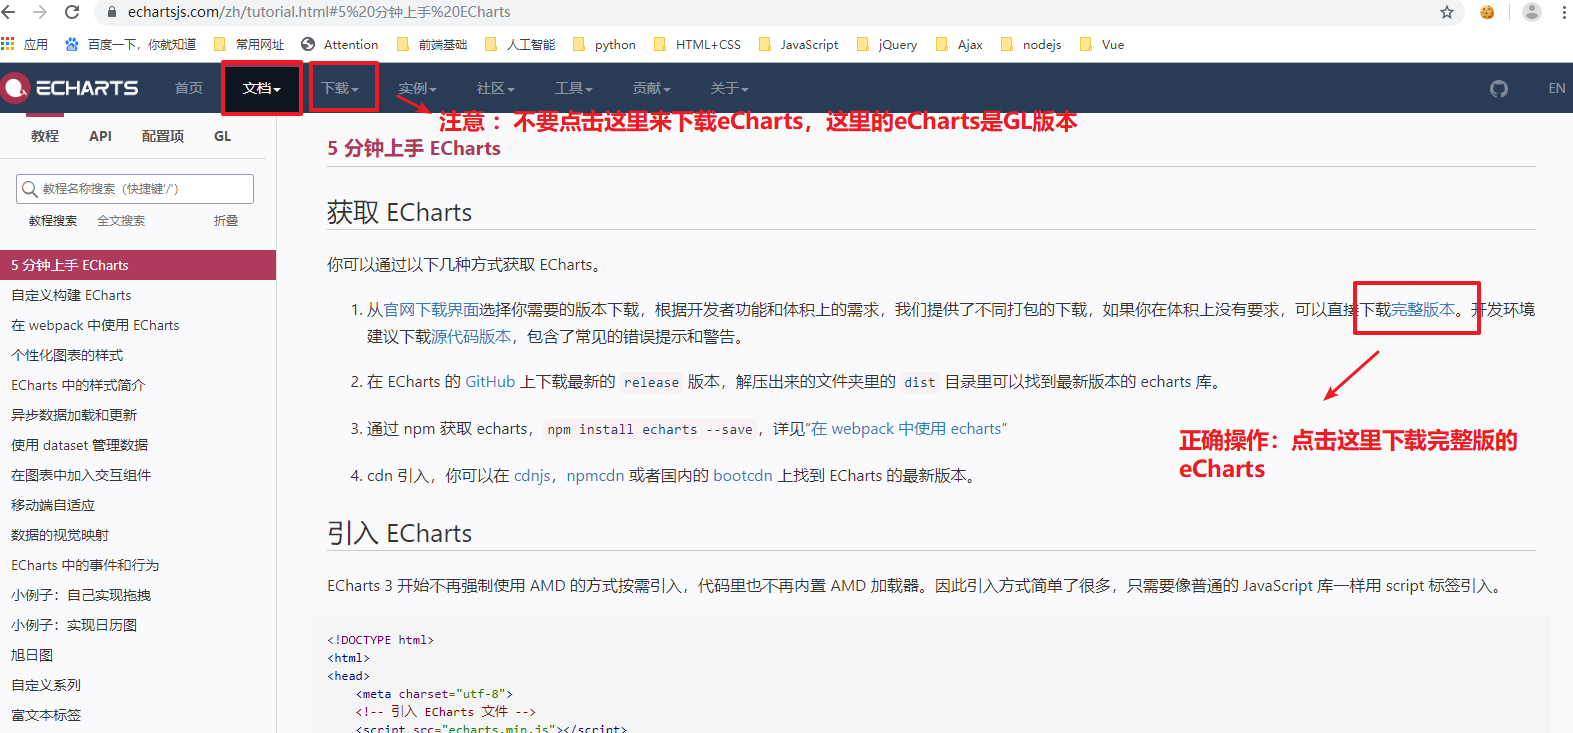 echartsjs.com/zh/tutorial.html#5%20分钟上手%20ECharts
应用 百度一下，你就知道 常用网址 Attention 前端基础 人工智能 python HTML+CSS JavaScript jQuery Ajax nodejs Vue
ECHARTS 首页 文档 下载 实例 社区 工具 贡献 关于 EN
注意： 不要点击这里来下载eCharts，这里的eCharts是GL版本
教程 API 配置项 GL
教程名称搜索（快捷键'/'）
教程搜索 全文搜索 折叠
5 分钟上手 ECharts
自定义构建 ECharts
在 webpack 中使用 ECharts
个性化图表的样式
ECharts 中的样式简介
异步数据加载和更新
使用 dataset 管理数据
在图表中加入交互组件
移动端自适应
数据的视觉映射
ECharts 中的事件和行为
小例子：自己实现拖拽
小例子：实现日历图
旭日图
自定义系列
富文本标签
5 分钟上手 ECharts
获取 ECharts
你可以通过以下几种方式获取 ECharts。
1. 从官网下载界面选择你需要的版本下载，根据开发者功能和体积上的需求，我们提供了不同打包的下载，如果你在体积上没有要求，可以直接下载完整版本。开发环境
建议下载源代码版本，包含了常见的错误提示和警告。
2. 在 ECharts 的 GitHub 上下载最新的 release 版本，解压出来的文件夹里的 dist 目录里可以找到最新版本的 echarts 库。
3. 通过 npm 获取 echarts， npm install echarts --save ，详见“在 webpack 中使用 echarts”
4. cdn 引入，你可以在 cdnjs，npmcdn 或者国内的 bootcdn 上找到 ECharts 的最新版本。
正确操作：点击这里下载完整版的
eCharts
引入 ECharts
ECharts 3 开始不再强制使用 AMD 的方式按需引入，代码里也不再内置 AMD 加载器。因此引入方式简单了很多，只需要像普通的 JavaScript 库一样用 script 标签引入。
<!DOCTYPE html>
<html>
<head>
<meta charset="utf-8">
<!-- 引入 ECharts 文件 -->
<script src="echarts.min.js"></script>